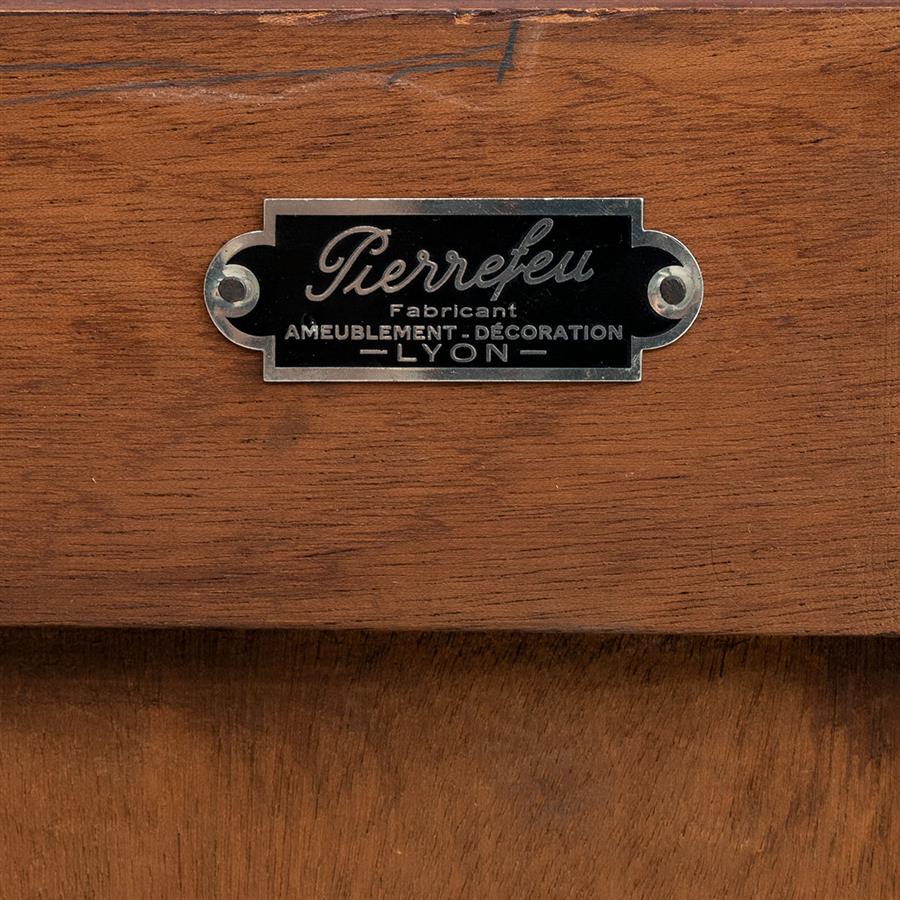 Pierrefeu
Fabricant
AMEUBLEMENT - DÉCORATION
— LYON —